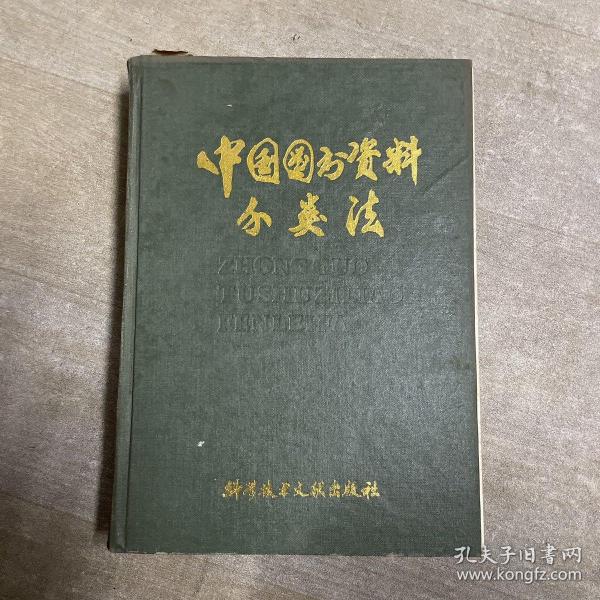 中国图书资料
分类法
ZHONGGUO
TUSHUZILIAO
FENLEIFA
科学技术文献出版社
孔夫子旧书网
www.kongfz.com